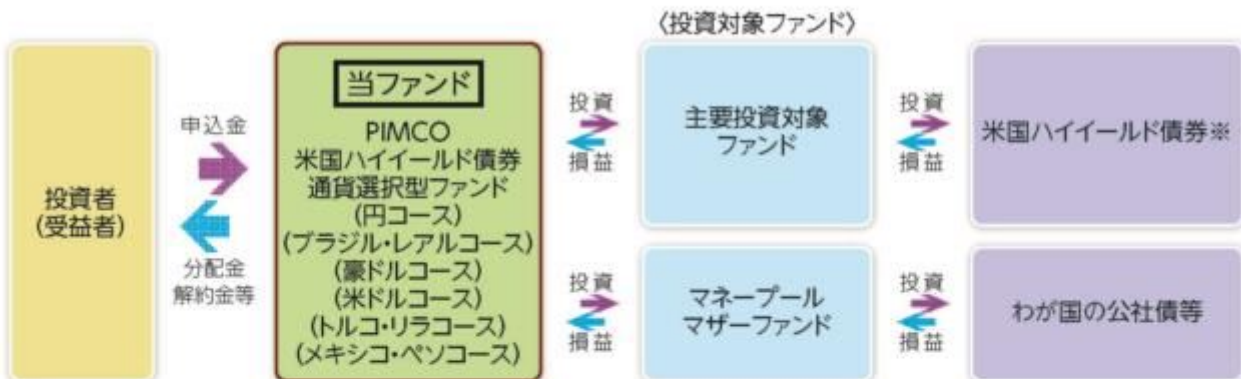 〈投資対象ファンド〉
投資者
(受益者)
申込金
分配金
解約金等
当ファンド
PIMCO
米国ハイイールド債券
通貨選択型ファンド
(円コース)
(ブラジル・レアルコース)
(豪ドルコース)
(米ドルコース)
(トルコ・リラコース)
(メキシコ・ペソコース)
投資
損益
主要投資対象
ファンド
投資
損益
米国ハイイールド債券※
投資
損益
マネープール
マザーファンド
投資
損益
わが国の公社債等